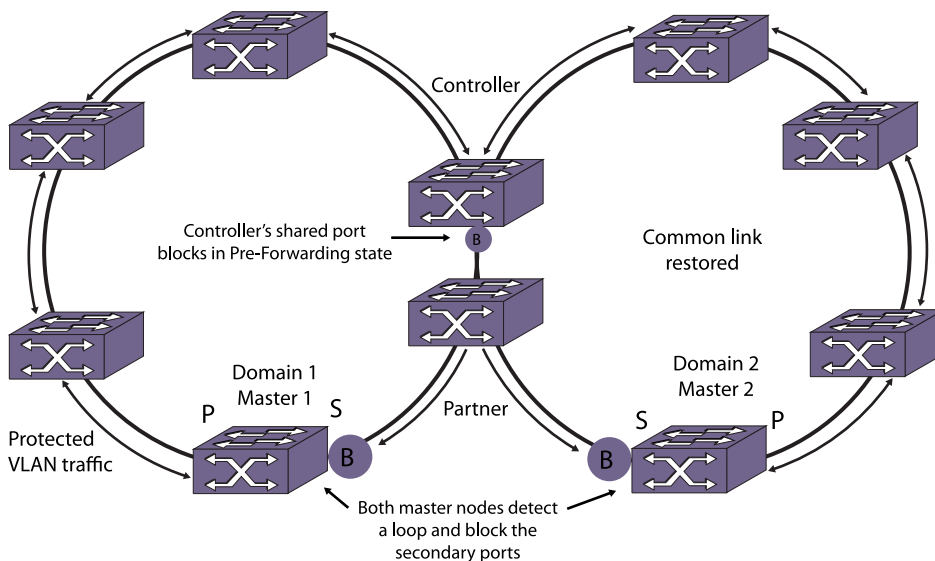 Controller
Controller's shared port
blocks in Pre-Forwarding state
B
Common link
restored
Domain 1
Master 1
Domain 2
Master 2
P
S
Partner
S
P
Protected
VLAN traffic
B
B
Both master nodes detect
a loop and block the
secondary ports